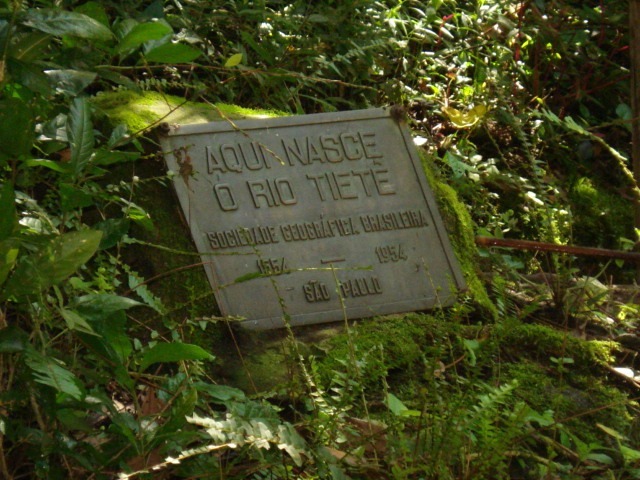 AQUI NASCE
O RIO TIETÊ
SOCIEDADE GEOGRÁFICA BRASILEIRA
1554 — 1954
SÃO PAULO